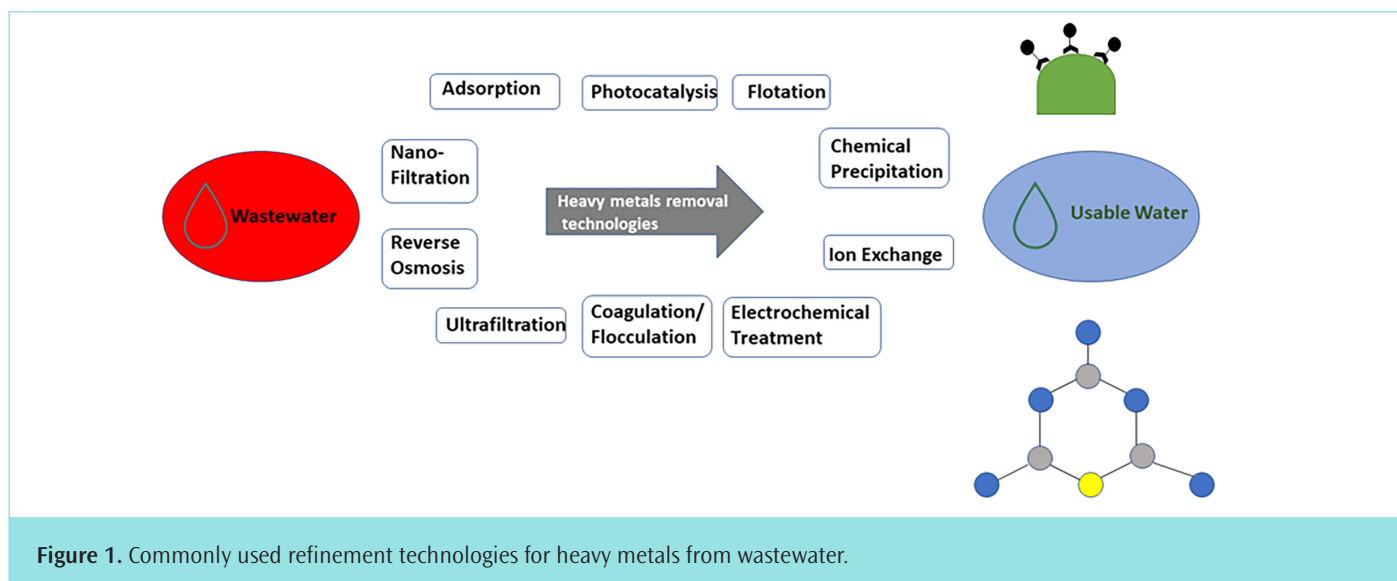 Adsorption
Photocatalysis
Flotation
Nano-
Filtration
Chemical
Precipitation
Wastewater
Heavy metals removal
technologies
Usable Water
Reverse
Osmosis
Ion Exchange
Ultrafiltration
Coagulation/
Flocculation
Electrochemical
Treatment
Figure 1. Commonly used refinement technologies for heavy metals from wastewater.